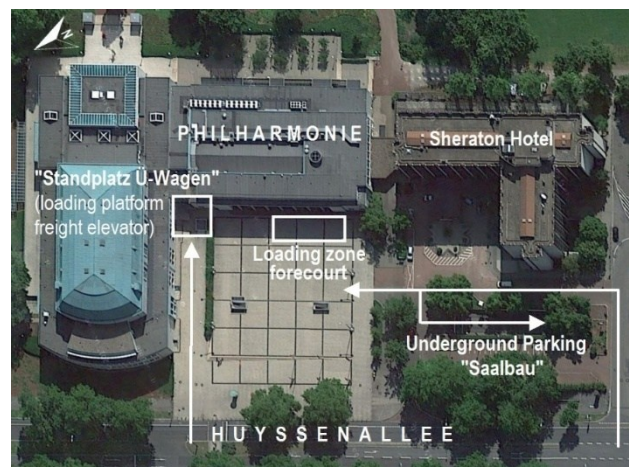 N
PHILHARMONIE
Sheraton Hotel
"Standplatz Ü-Wagen"
(loading platform
freight elevator)
Loading zone
forecourt
Underground Parking
"Saalbau"
HUYSSENALLEE